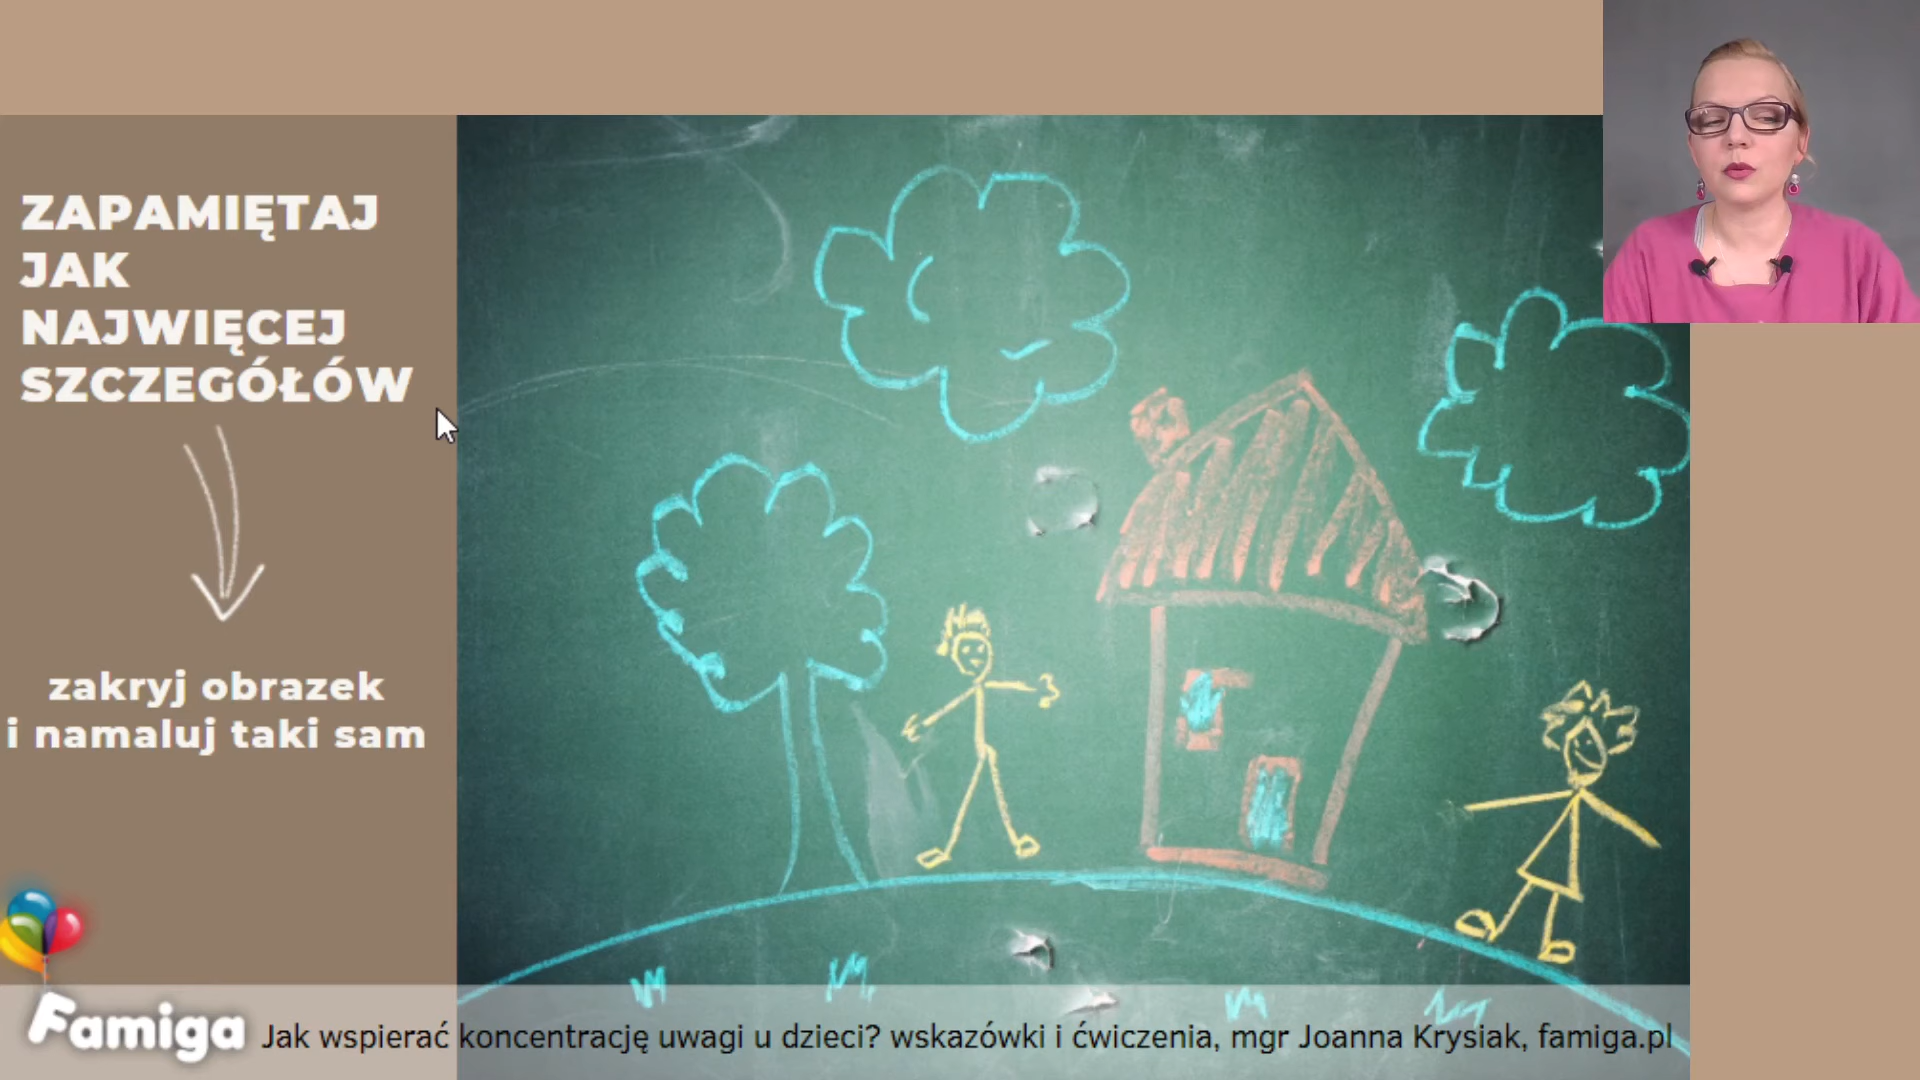 ZAPAMIĘTAJ
JAK
NAJWIĘCEJ
SZCZEGÓŁÓW
zakryj obrazek
i namaluj taki sam
Famiga
Jak wspierać koncentrację uwagi u dzieci? wskazówki i ćwiczenia, mgr Joanna Krysiak, famiga.pl